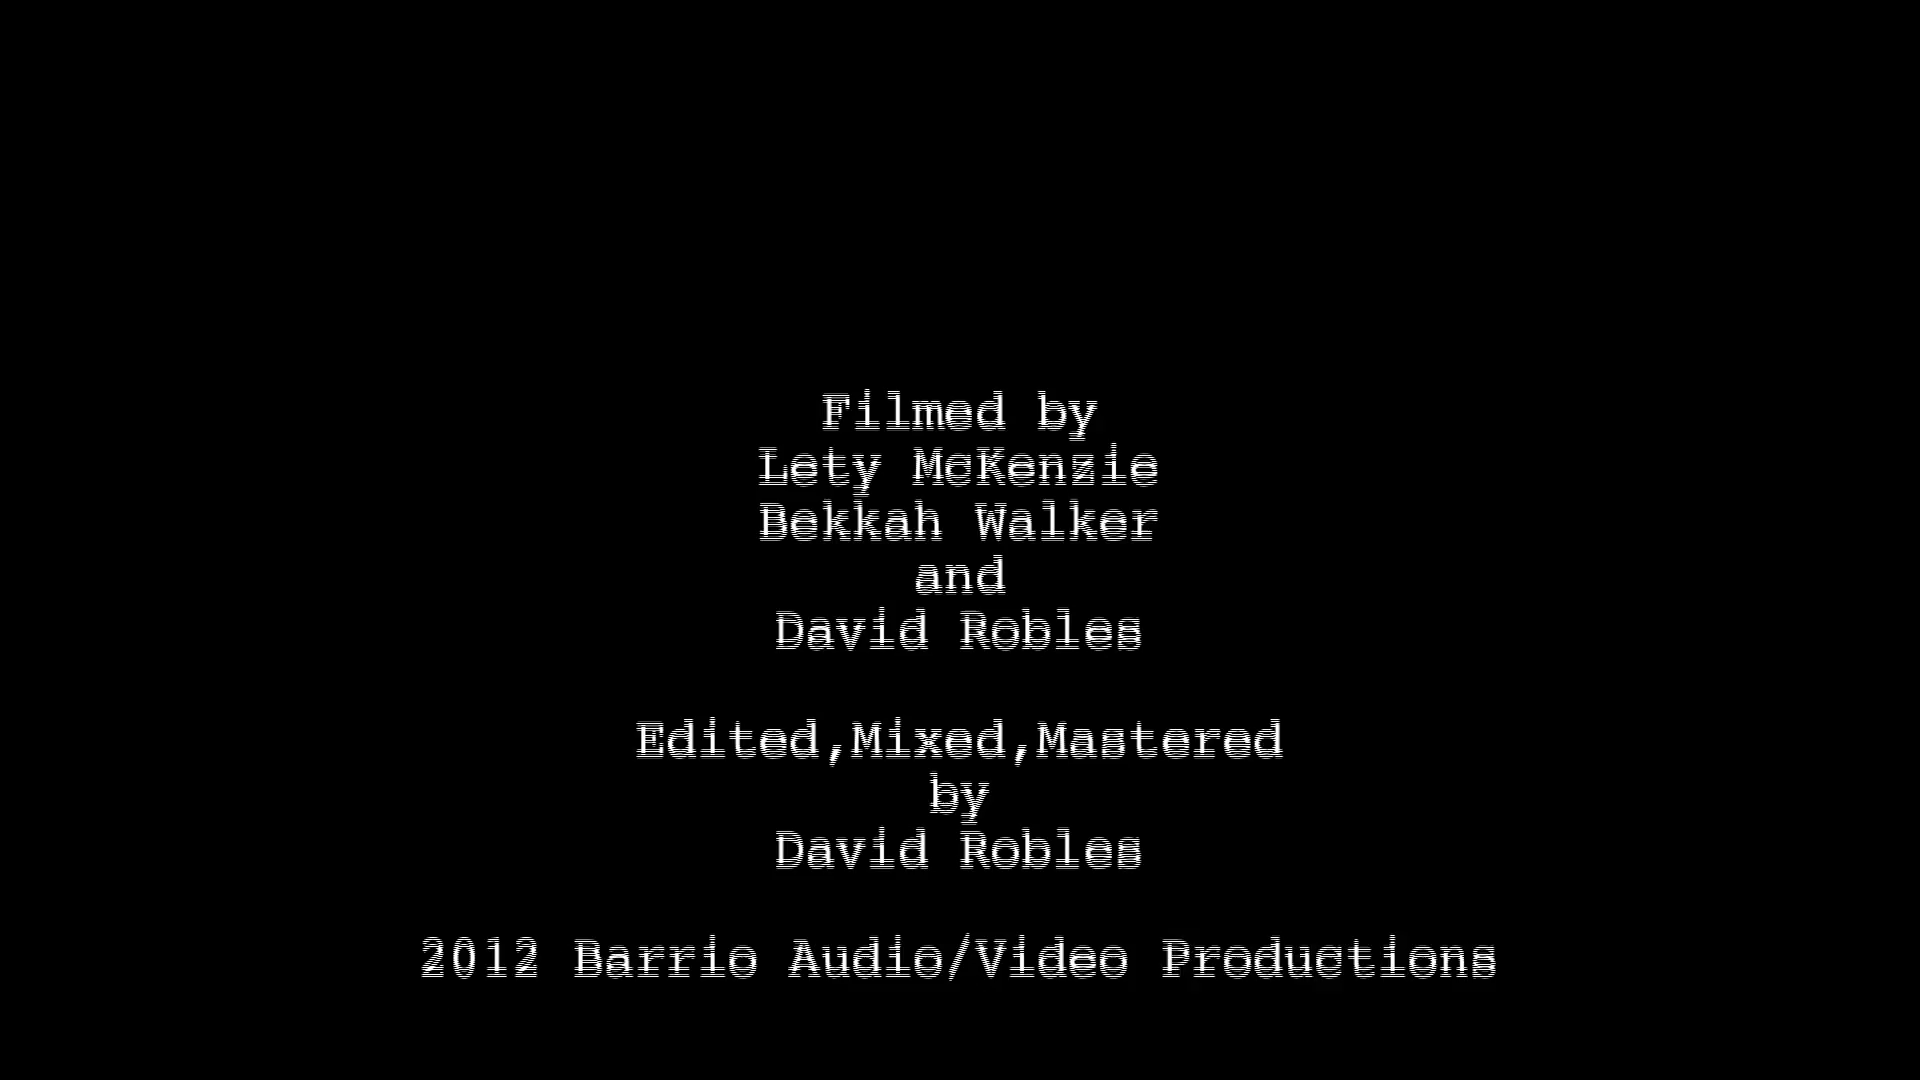 Filmed by
Lety McKenzie
Bekkah Walker
and
David Robles
Edited,Mixed,Mastered
by
David Robles
2012 Barrio Audio/Video Productions